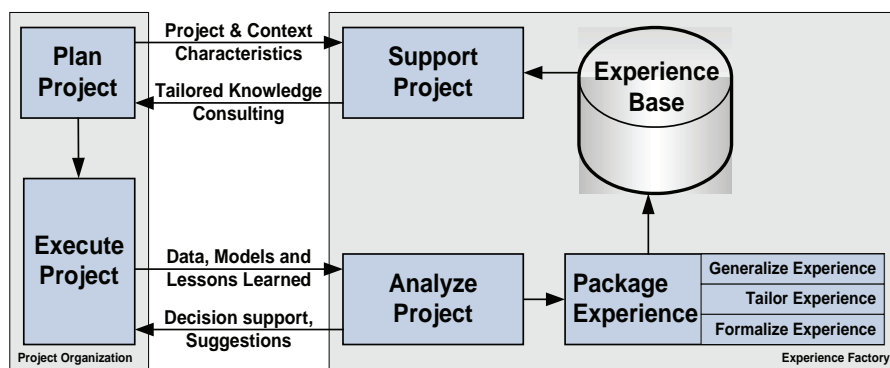 Plan
Project
Project & Context
Characteristics
Tailored Knowledge
Consulting
Support
Project
Experience
Base
Execute
Project
Data, Models and
Lessons Learned
Decision support,
Suggestions
Analyze
Project
Package
Experience
Generalize Experience
Tailor Experience
Formalize Experience
Project Organization
Experience Factory